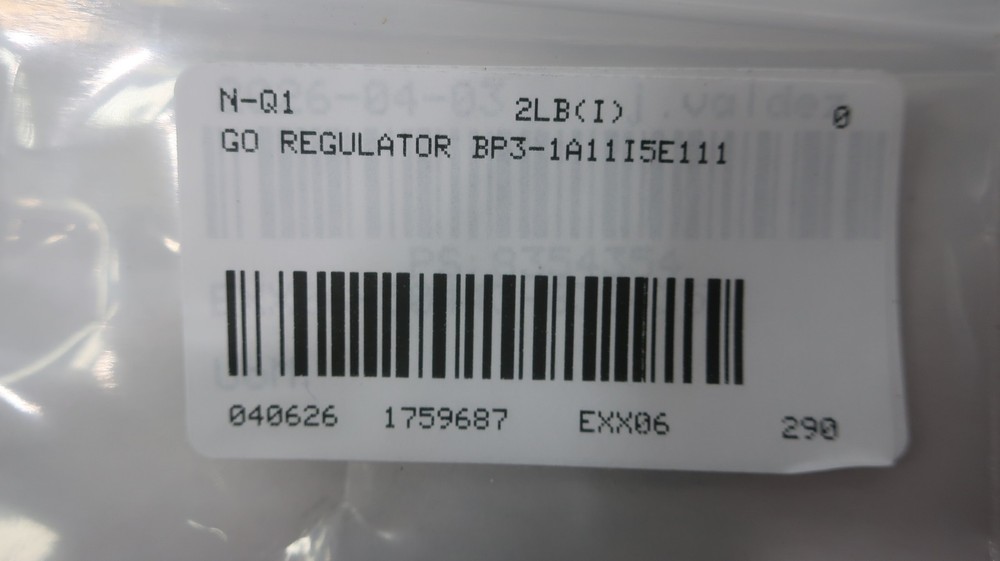 N-Q1 2LB(I) 0
GO REGULATOR BP3-1A11I5E111
040626 1759687 EXX06 290